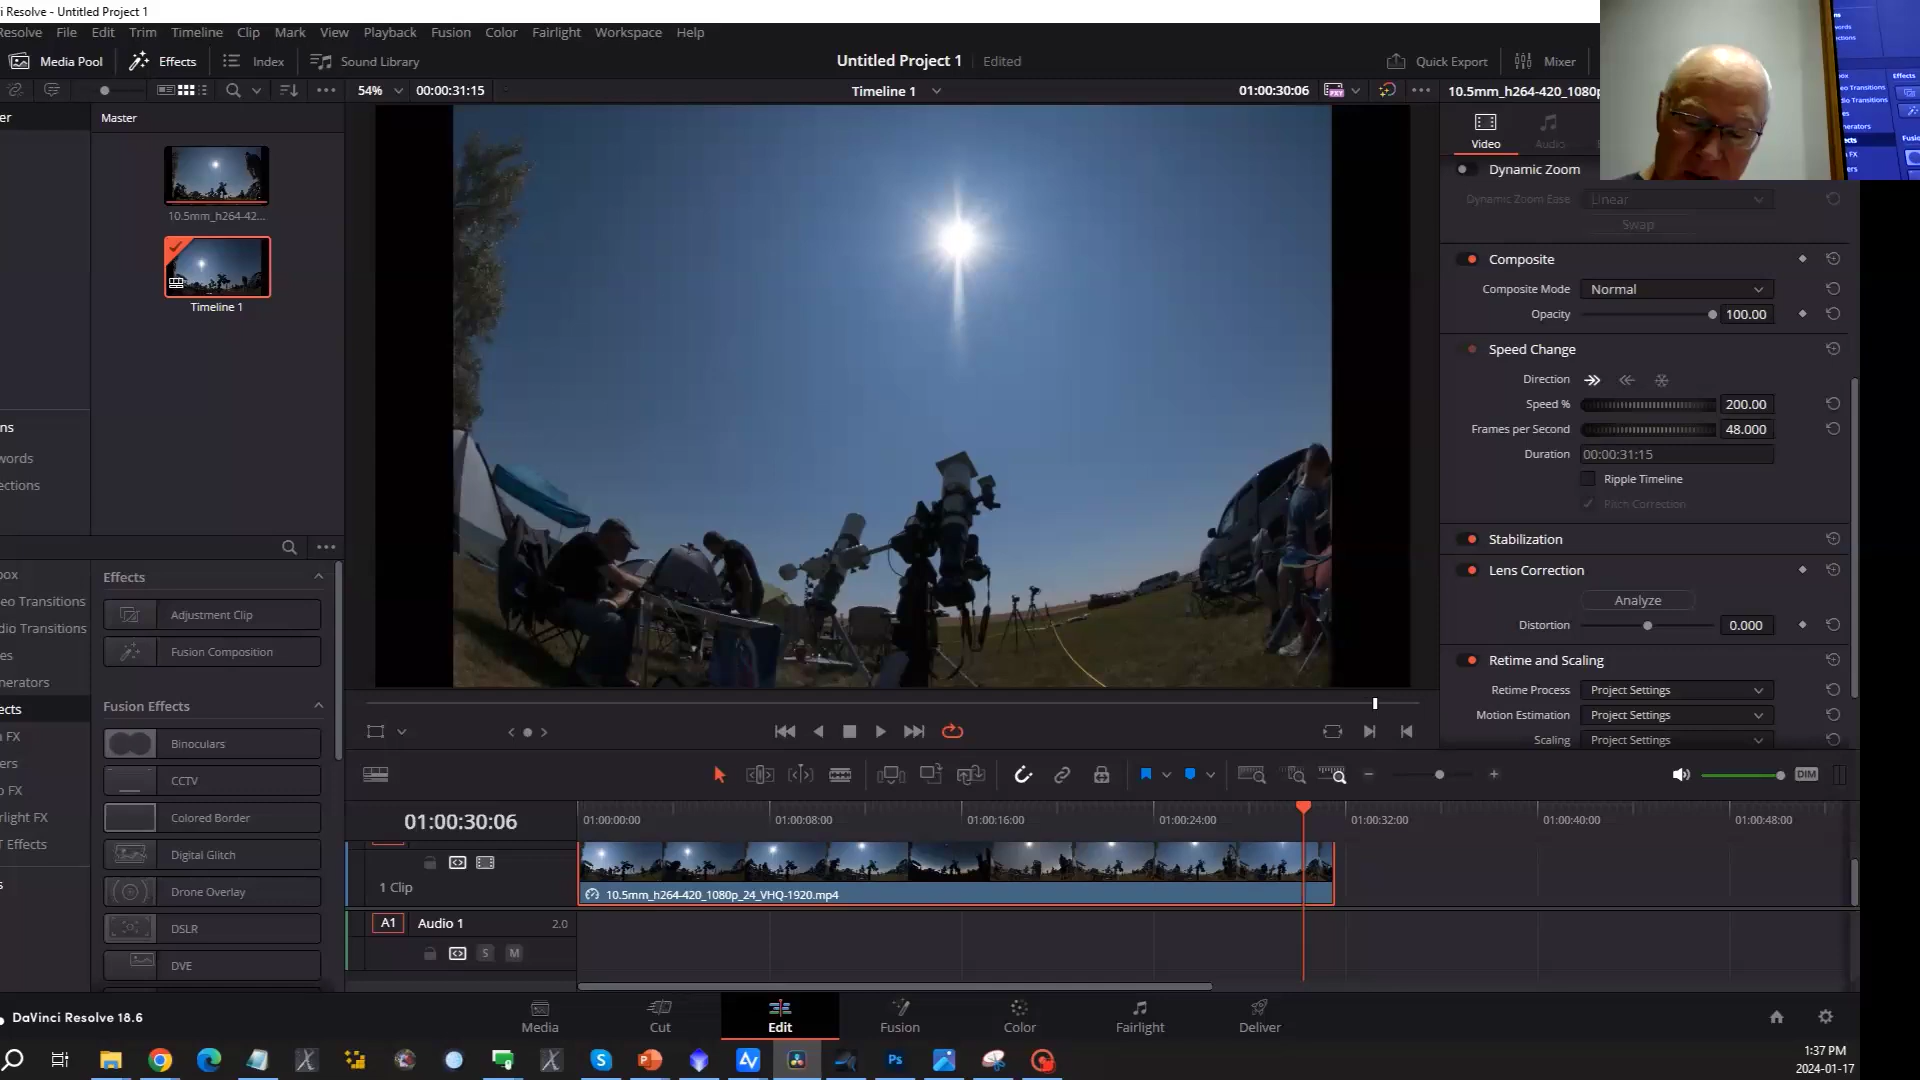 i Resolve - Untitled Project 1
Resolve File Edit Trim Timeline Clip Mark View Playback Fusion Color Fairlight Workspace Help
Media Pool Effects Index Sound Library Untitled Project 1 Edited Quick Export Mixer
54% 00:00:31:15 Timeline 1 01:00:30:06 10.5mm_h264-420_1080p
er Master
10.5mm_h264-42...
Timeline 1
ns
words
ections
Video Audio
Dynamic Zoom
Dynamic Zoom Ease Linear
Swap
Composite
Composite Mode Normal
Opacity 100.00
Speed Change
Direction
Speed % 200.00
Frames per Second 48.000
Duration 00:00:31:15
Ripple Timeline
Pitch Correction
Stabilization
Lens Correction
Analyze
Distortion 0.000
Retime and Scaling
Retime Process Project Settings
Motion Estimation Project Settings
Scaling Project Settings
box
eo Transitions
dio Transitions
es
nerators
ects
FX
ers
o FX
rlight FX
T Effects
s
Effects
Adjustment Clip
Fusion Composition
Fusion Effects
Binoculars
CCTV
Colored Border
Digital Glitch
Drone Overlay
DSLR
DVE
DIM
01:00:30:06
01:00:00:00 01:00:08:00 01:00:16:00 01:00:24:00 01:00:32:00 01:00:40:00 01:00:48:00
1 Clip
10.5mm_h264-420_1080p_24_VHQ-1920.mp4
A1 Audio 1 2.0
S M
DaVinci Resolve 18.6
Media Cut Edit Fusion Color Fairlight Deliver
1:37 PM
2024-01-17